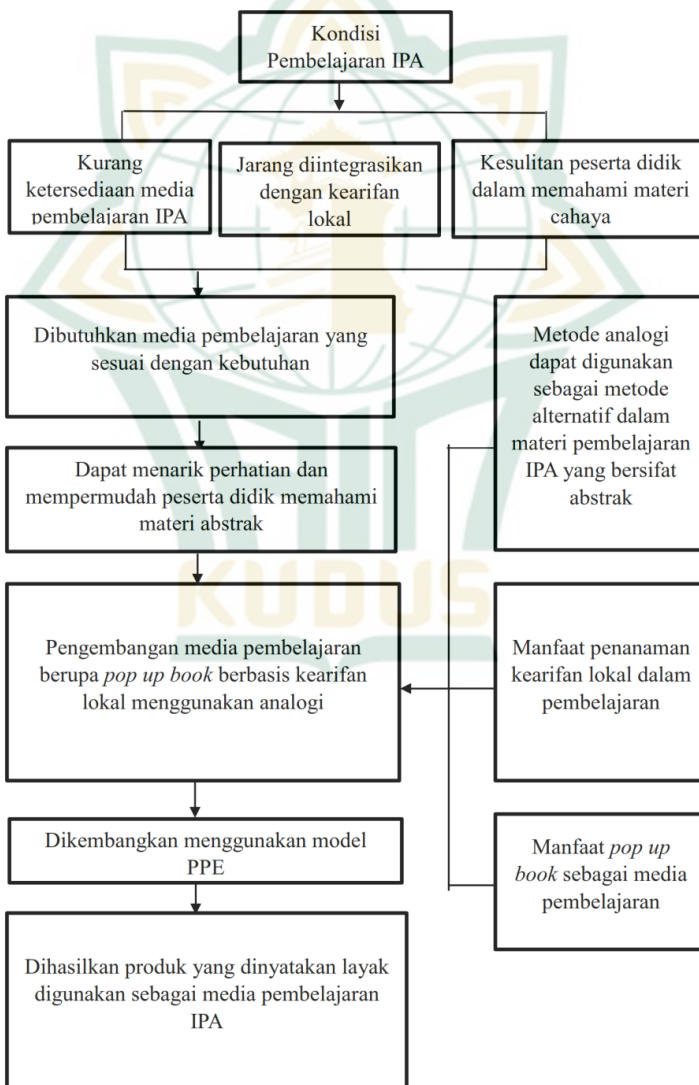 Kondisi
Pembelajaran IPA
Kurang
ketersediaan media
pembelajaran IPA
Jarang diintegrasikan
dengan kearifan
lokal
Kesulitan peserta didik
dalam memahami materi
cahaya
Dibutuhkan media pembelajaran yang
sesuai dengan kebutuhan
Metode analogi
dapat digunakan
sebagai metode
alternatif dalam
materi pembelajaran
IPA yang bersifat
abstrak
Dapat menarik perhatian dan
mempermudah peserta didik memahami
materi abstrak
KUDUS
Pengembangan media pembelajaran
berupa pop up book berbasis kearifan
lokal menggunakan analogi
Manfaat penanaman
kearifan lokal dalam
pembelajaran
Dikembangkan menggunakan model
PPE
Manfaat pop up
book sebagai media
pembelajaran
Dihasilkan produk yang dinyatakan layak
digunakan sebagai media pembelajaran
IPA